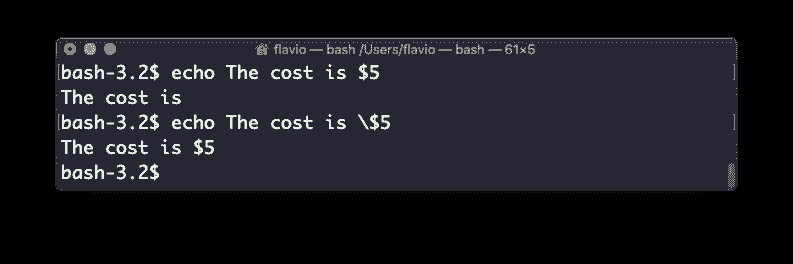 flavio — bash /Users/flavio — bash — 61×5
[bash-3.2$ echo The cost is $5 ]
The cost is
[bash-3.2$ echo The cost is \$5 ]
The cost is $5
bash-3.2$